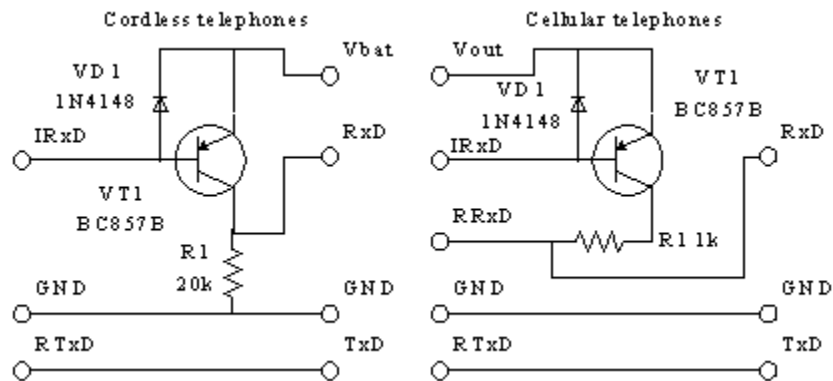 Cordless telephones
Vbat
VD1
1N4148
IRxD
RxD
VT1
BC857B
R1
20k
GND
GND
RTxD
TxD
Cellular telephones
Vout
VT1
BC857B
VD1
1N4148
IRxD
RxD
RRxD
R1 1k
GND
GND
RTxD
TxD